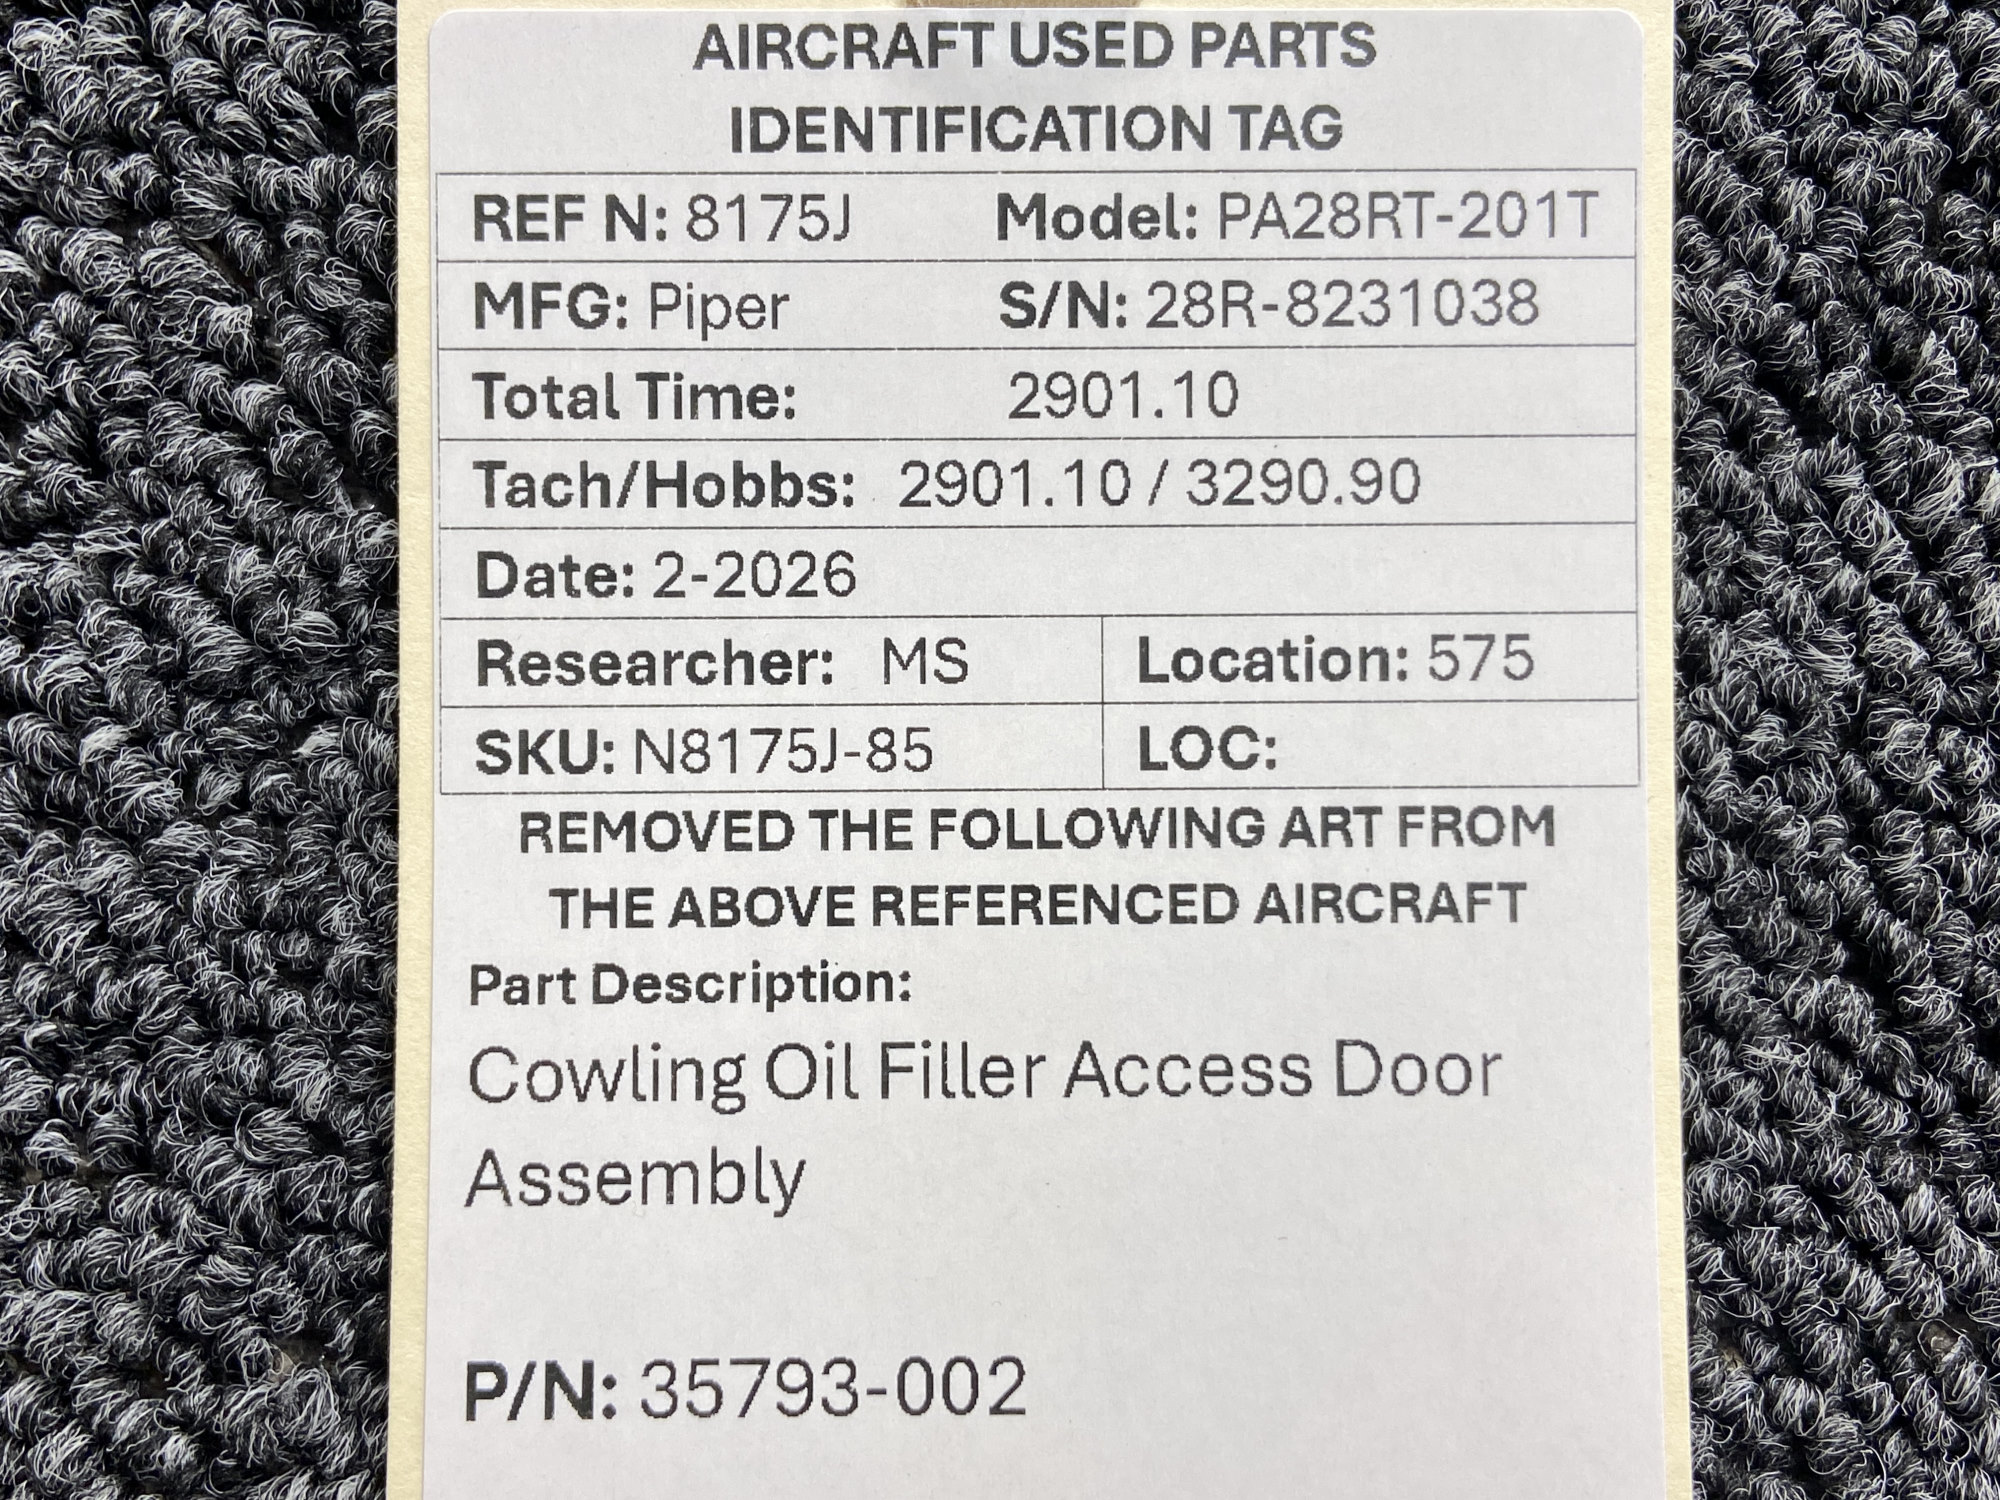 AIRCRAFT USED PARTS
IDENTIFICATION TAG
REF N: 8175J Model: PA28RT-201T
MFG: Piper S/N: 28R-8231038
Total Time: 2901.10
Tach/Hobbs: 2901.10 / 3290.90
Date: 2-2026
Researcher: MS Location: 575
SKU: N8175J-85 LOC:
REMOVED THE FOLLOWING ART FROM
THE ABOVE REFERENCED AIRCRAFT
Part Description:
Cowling Oil Filler Access Door
Assembly
P/N: 35793-002